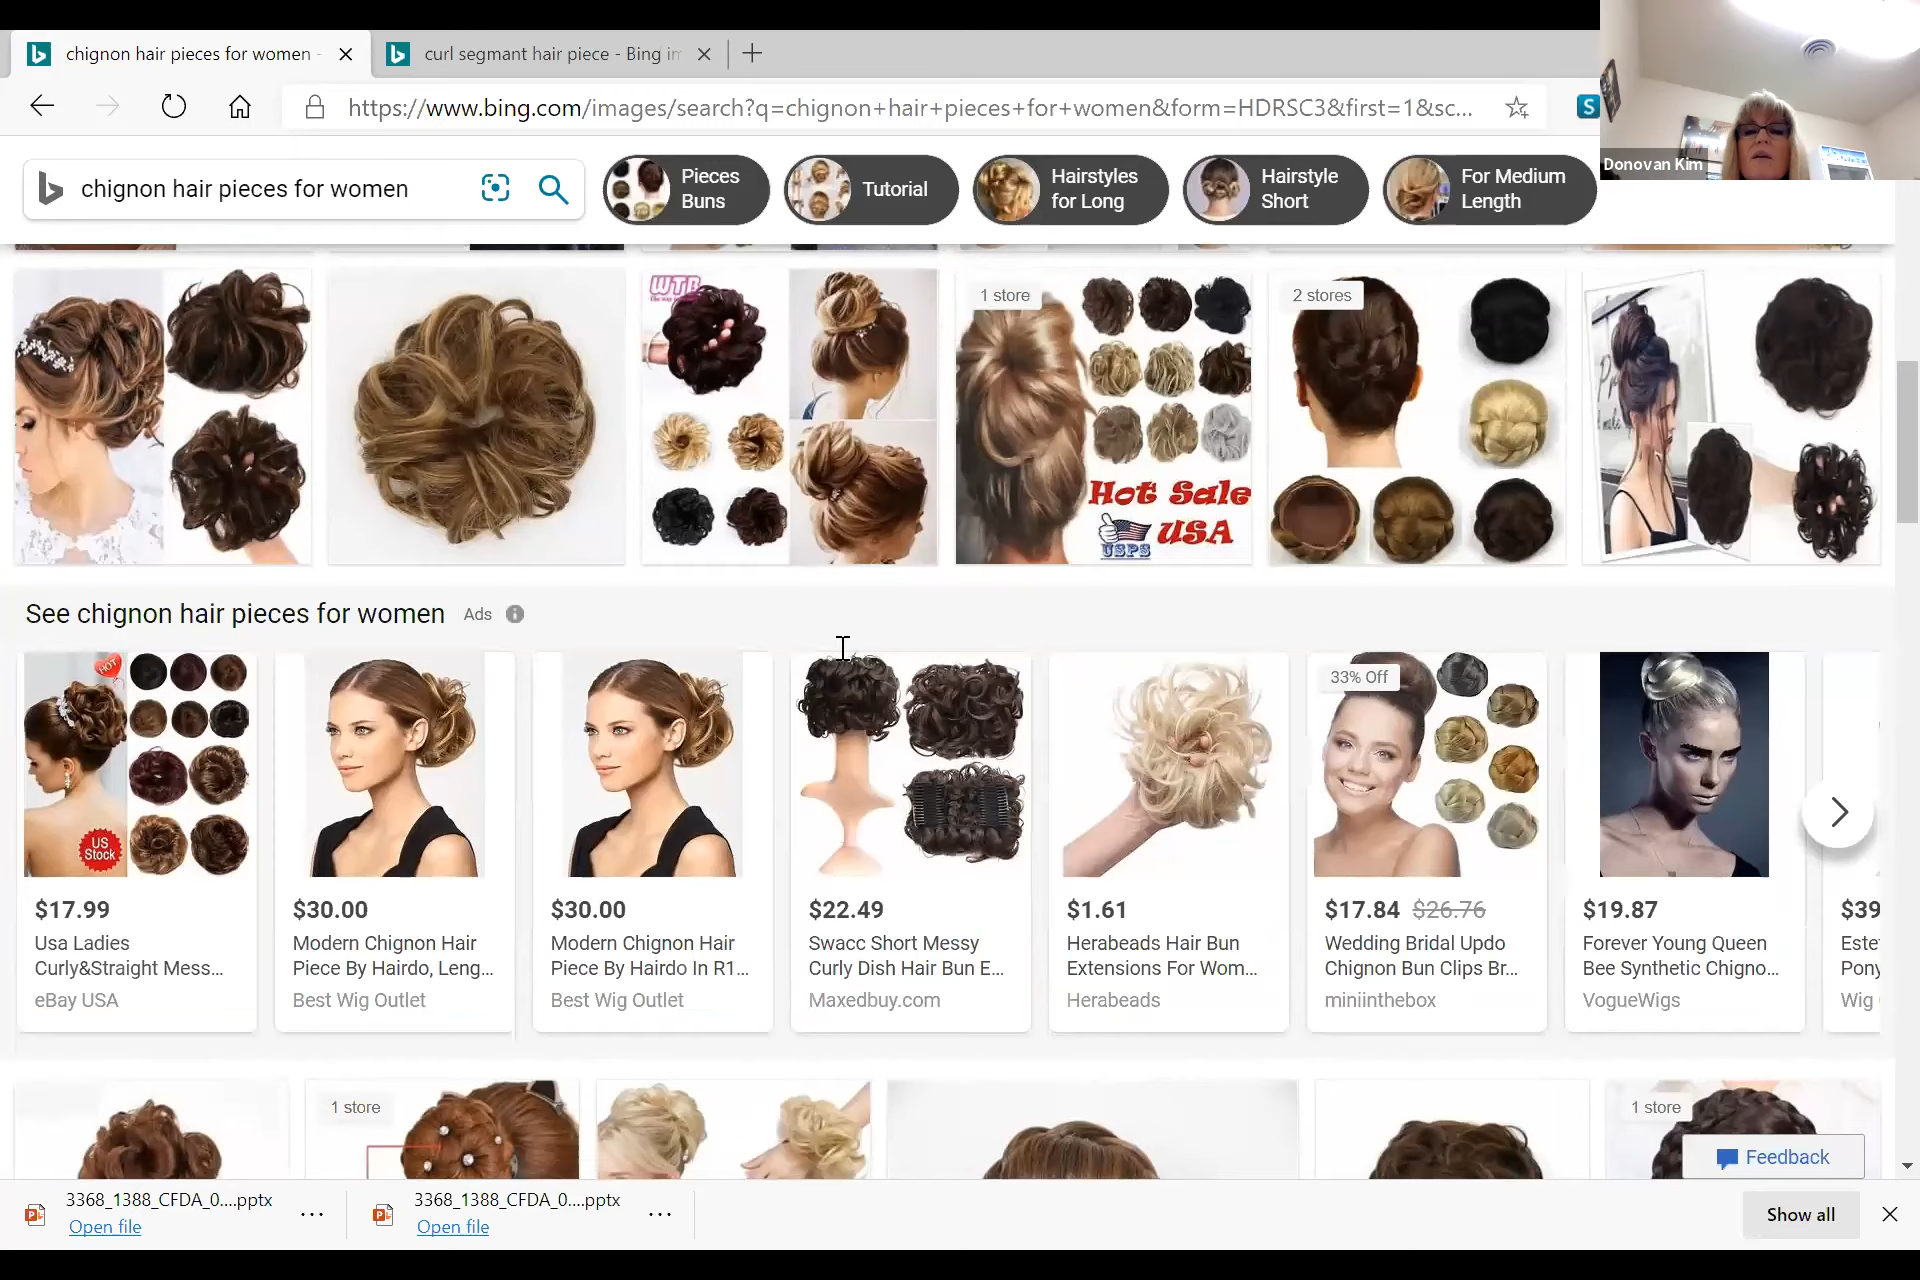 chignon hair pieces for women -
curl segmant hair piece - Bing im
https://www.bing.com/images/search?q=chignon+hair+pieces+for+women&form=HDRSC3&first=1&sc...
S
Donovan Kim
chignon hair pieces for women
Pieces
Buns
Tutorial
Hairstyles
for Long
Hairstyle
Short
For Medium
Length
WTB
1 store
Hot Sale
USA
USPS
2 stores
See chignon hair pieces for women Ads
HOT
US
Stock
33% Off
$17.99
Usa Ladies
Curly&Straight Mess...
eBay USA
$30.00
Modern Chignon Hair
Piece By Hairdo, Leng...
Best Wig Outlet
$30.00
Modern Chignon Hair
Piece By Hairdo In R1...
Best Wig Outlet
$22.49
Swacc Short Messy
Curly Dish Hair Bun E...
Maxedbuy.com
$1.61
Herabeads Hair Bun
Extensions For Wom...
Herabeads
$17.84 $26.76
Wedding Bridal Updo
Chignon Bun Clips Br...
miniinthebox
$19.87
Forever Young Queen
Bee Synthetic Chigno...
VogueWigs
$39
Pony
Wig
1 store
1 store
Feedback
3368_1388_CFDA_0....pptx
Open file
3368_1388_CFDA_0....pptx
Open file
Show all